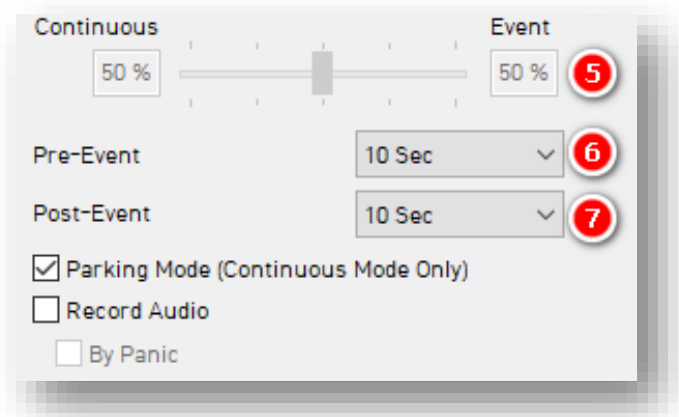 Continuous Event
50 % 50 % 5
Pre-Event 10 Sec 6
Post-Event 10 Sec 7
Parking Mode (Continuous Mode Only)
Record Audio
By Panic